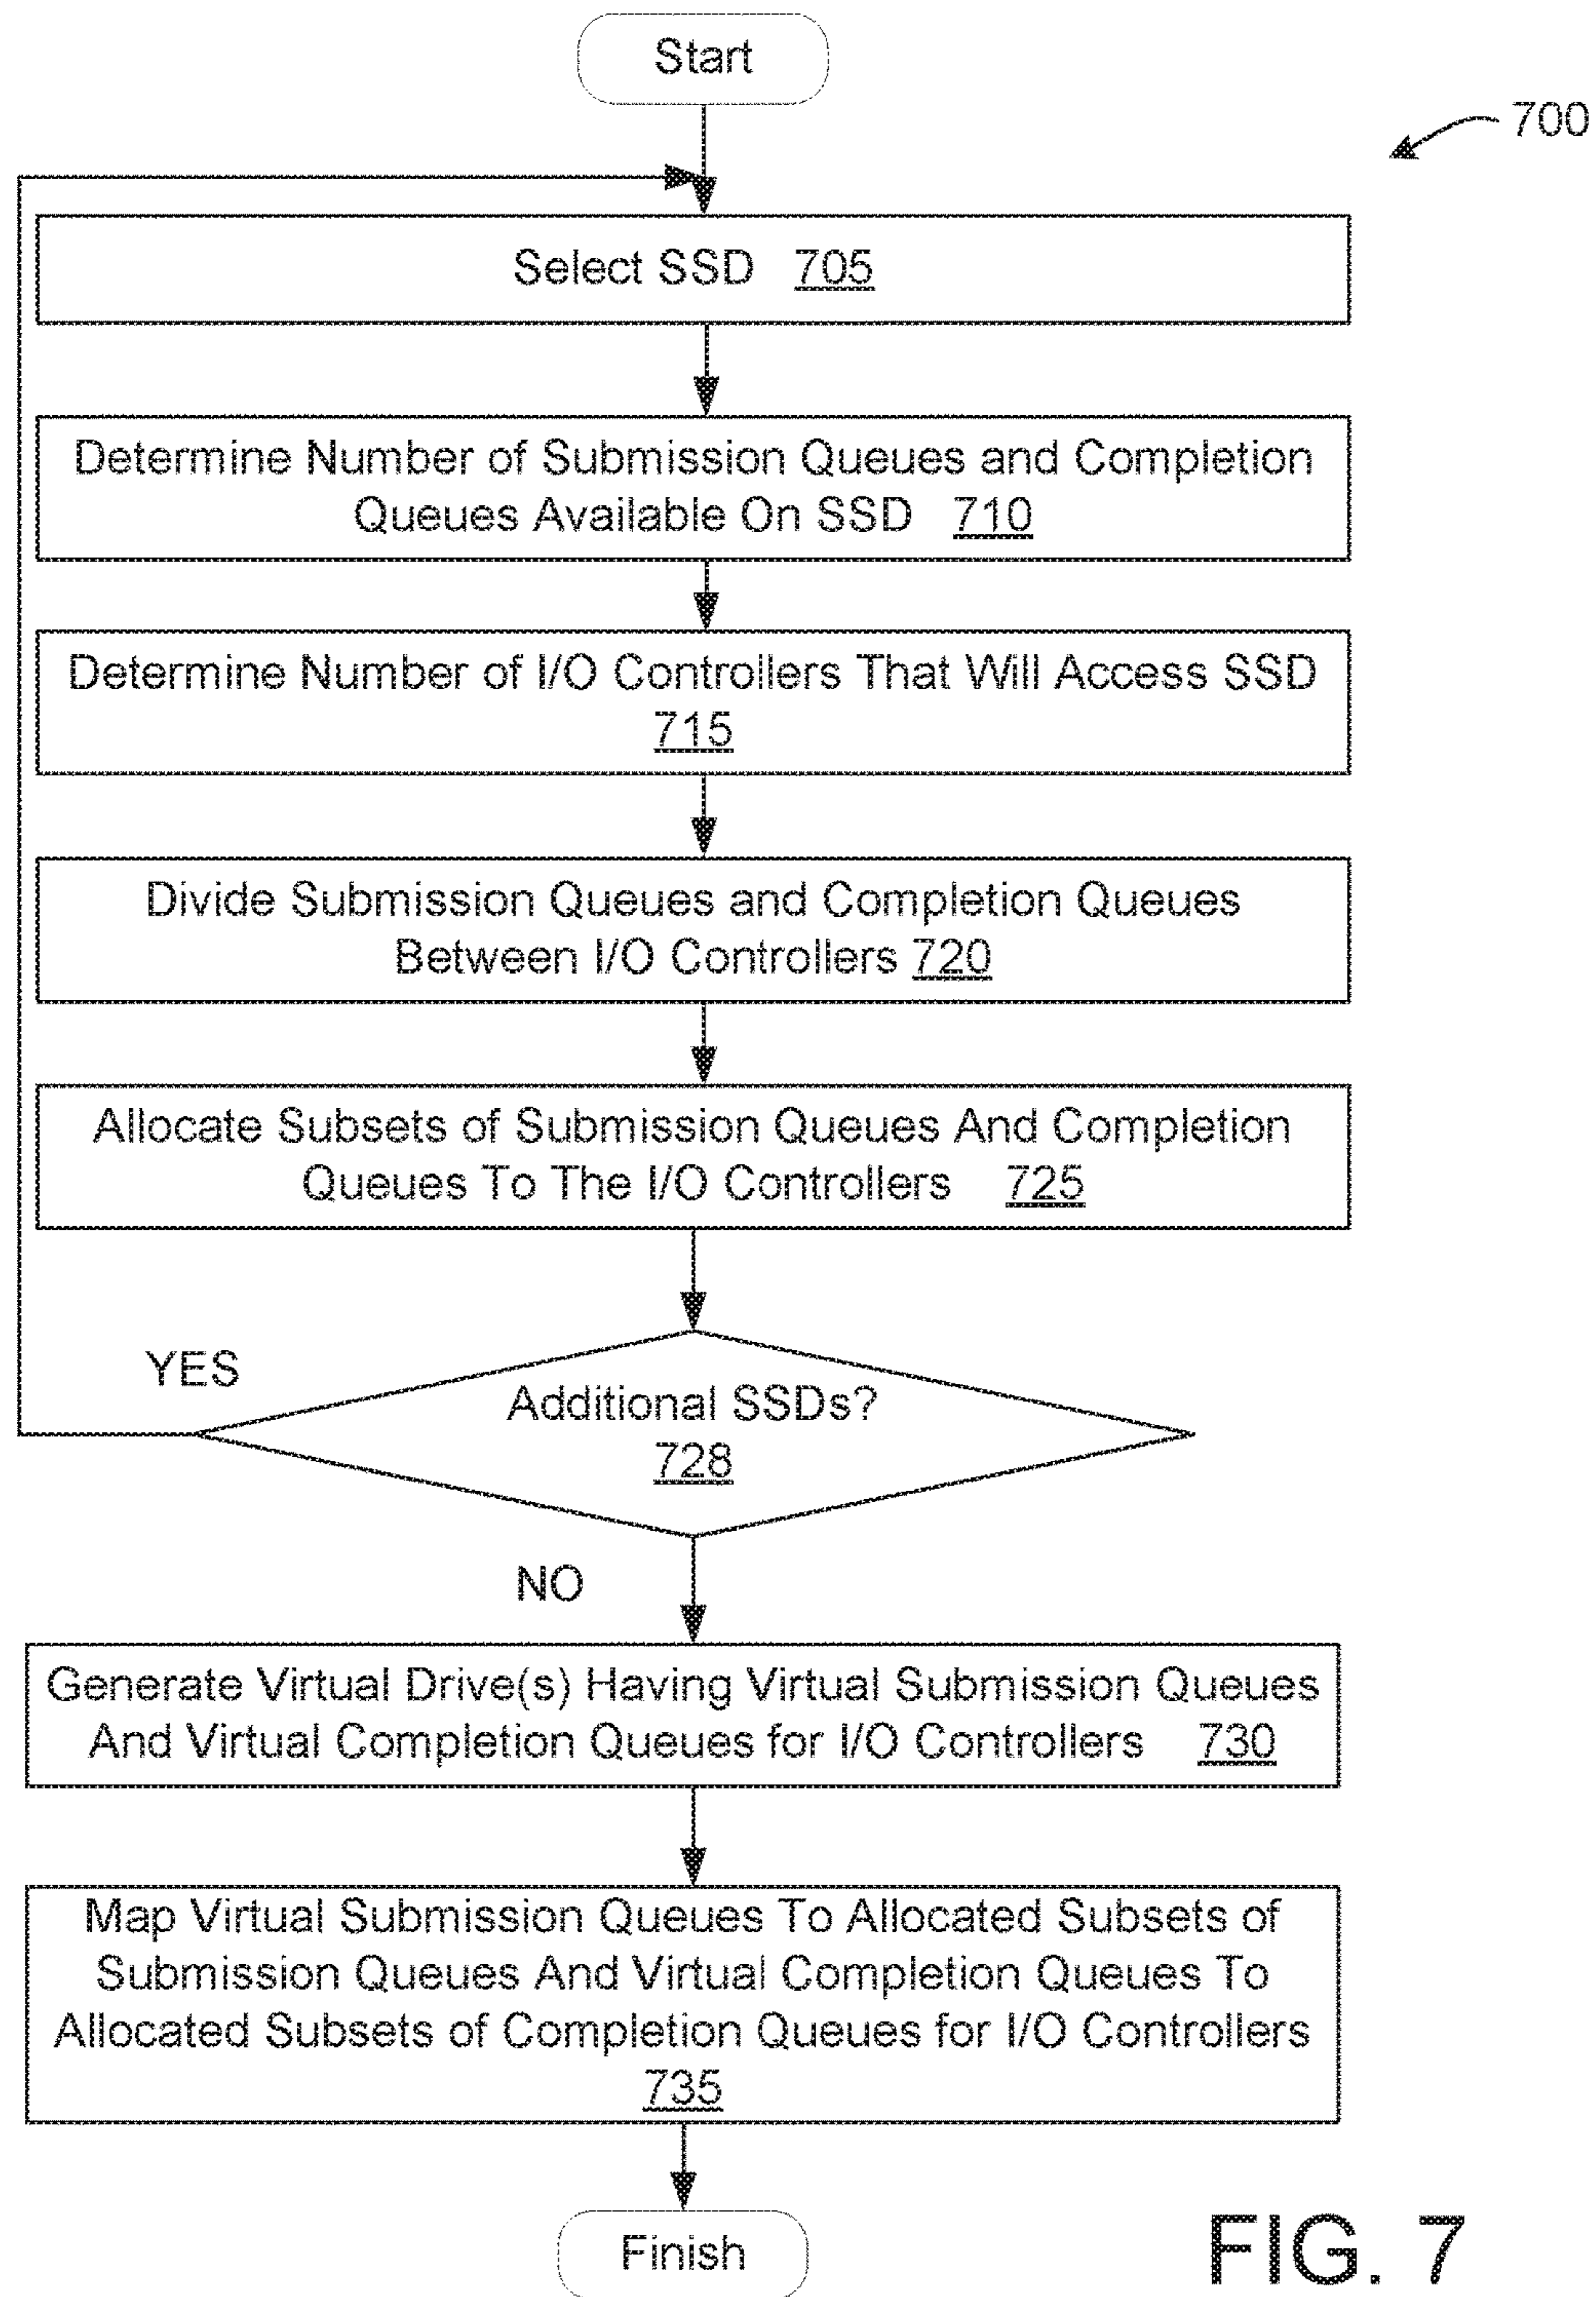 Start
700
Select SSD 705
Determine Number of Submission Queues and Completion
Queues Available On SSD 710
Determine Number of I/O Controllers That Will Access SSD
715
Divide Submission Queues and Completion Queues
Between I/O Controllers 720
Allocate Subsets of Submission Queues And Completion
Queues To The I/O Controllers 725
YES
Additional SSDs?
728
NO
Generate Virtual Drive(s) Having Virtual Submission Queues
And Virtual Completion Queues for I/O Controllers 730
Map Virtual Submission Queues To Allocated Subsets of
Submission Queues And Virtual Completion Queues To
Allocated Subsets of Completion Queues for I/O Controllers
735
Finish
FIG. 7